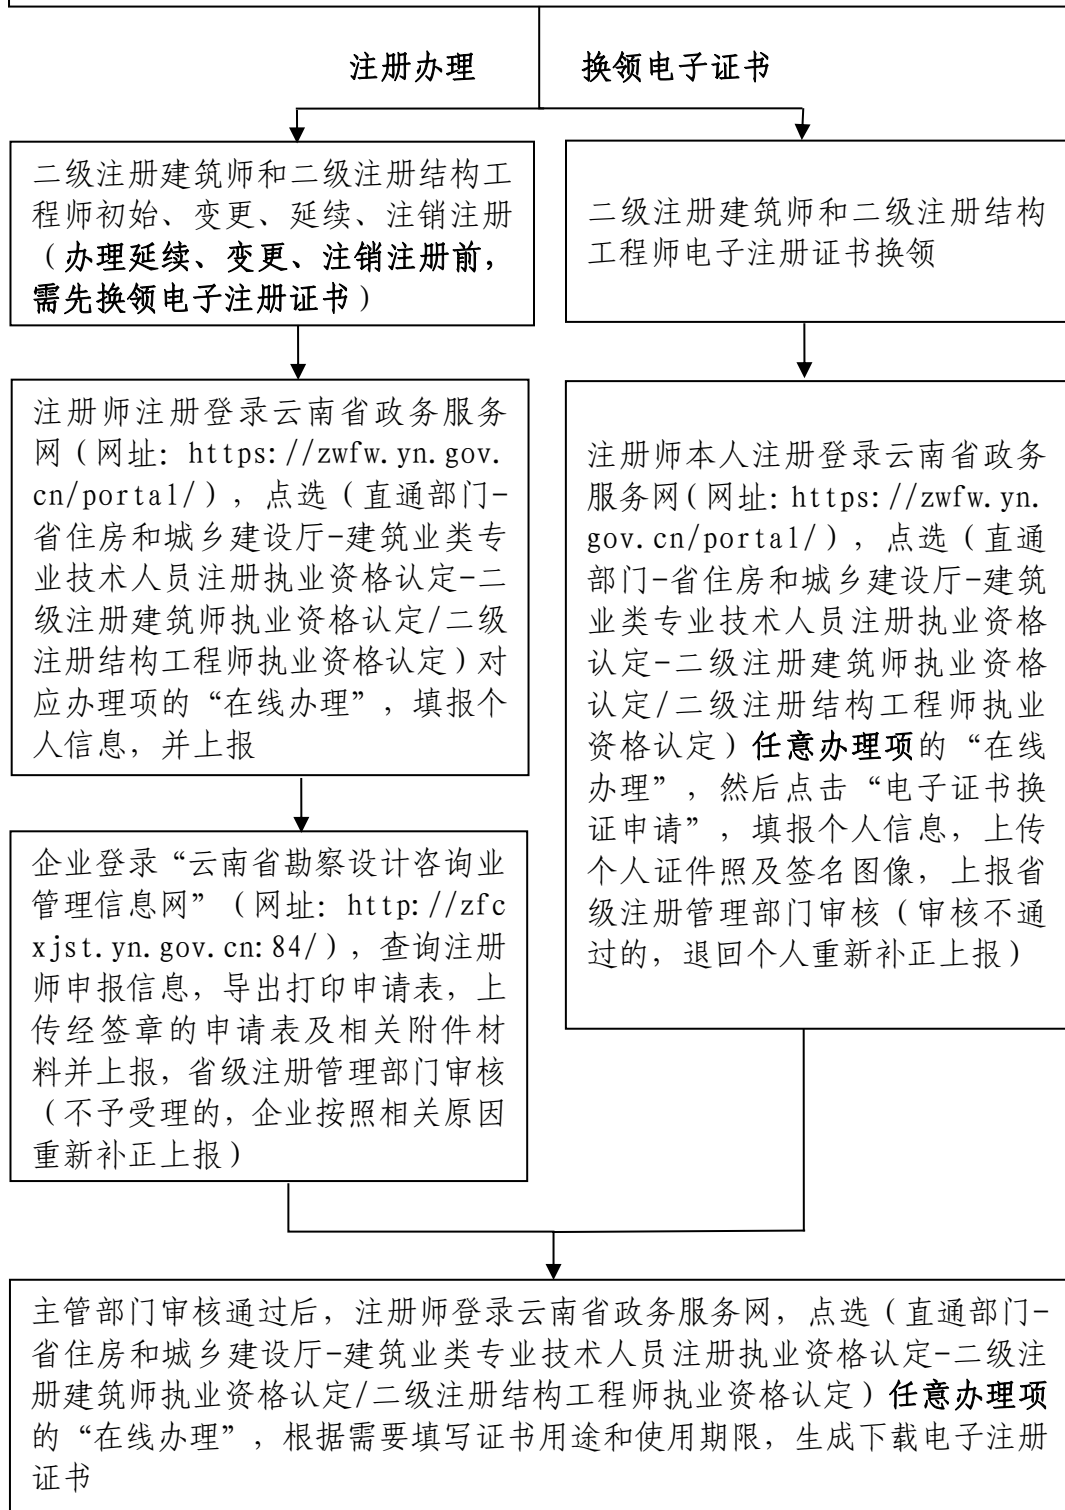 注册办理
换领电子证书
二级注册建筑师和二级注册结构工
程师初始、变更、延续、注销注册
（办理延续、变更、注销注册前，
需先换领电子注册证书）
二级注册建筑师和二级注册结构
工程师电子注册证书换领
注册师注册登录云南省政务服务
网（网址：https://zwfw.yn.gov.
cn/portal/），点选（直通部门-
省住房和城乡建设厅-建筑业类专
业技术人员注册执业资格认定-二
级注册建筑师执业资格认定/二级
注册结构工程师执业资格认定）对
应办理项的“在线办理”，填报个
人信息，并上报
注册师本人注册登录云南省政务
服务网（网址：https://zwfw.yn.
gov.cn/portal/），点选（直通
部门-省住房和城乡建设厅-建筑
业类专业技术人员注册执业资格
认定-二级注册建筑师执业资格
认定/二级注册结构工程师执业
资格认定）任意办理项的“在线
办理”，然后点击“电子证书换
证申请”，填报个人信息，上传
个人证件照及签名图像，上报省
级注册管理部门审核（审核不通
过的，退回个人重新补正上报）
企业登录“云南省勘察设计咨询业
管理信息网”（网址：http://zfc
xjst.yn.gov.cn:84/），查询注册
师申报信息，导出打印申请表，上
传经签章的申请表及相关附件材
料并上报，省级注册管理部门审核
（不予受理的，企业按照相关原因
重新补正上报）
主管部门审核通过后，注册师登录云南省政务服务网，点选（直通部门-
省住房和城乡建设厅-建筑业类专业技术人员注册执业资格认定-二级注
册建筑师执业资格认定/二级注册结构工程师执业资格认定）任意办理项
的“在线办理”，根据需要填写证书用途和使用期限，生成下载电子注册
证书